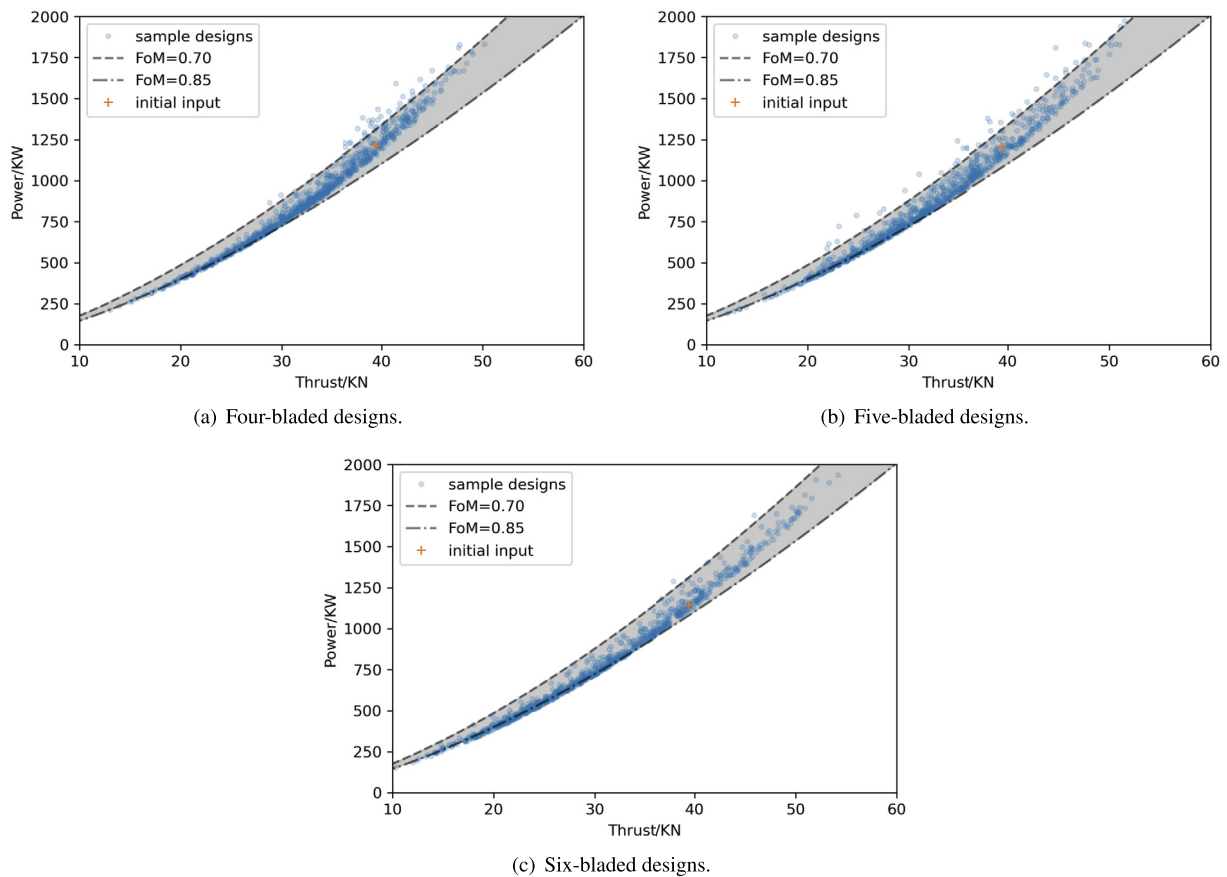 2000
1750
1500
1250
1000
750
500
250
0
Power/KW
sample designs
FoM=0.70
FoM=0.85
initial input
10 20 30 40 50 60
Thrust/KN
(a) Four-bladed designs.
2000
1750
1500
1250
1000
750
500
250
0
Power/KW
sample designs
FoM=0.70
FoM=0.85
initial input
10 20 30 40 50 60
Thrust/KN
(b) Five-bladed designs.
2000
1750
1500
1250
1000
750
500
250
0
Power/KW
sample designs
FoM=0.70
FoM=0.85
initial input
10 20 30 40 50 60
Thrust/KN
(c) Six-bladed designs.